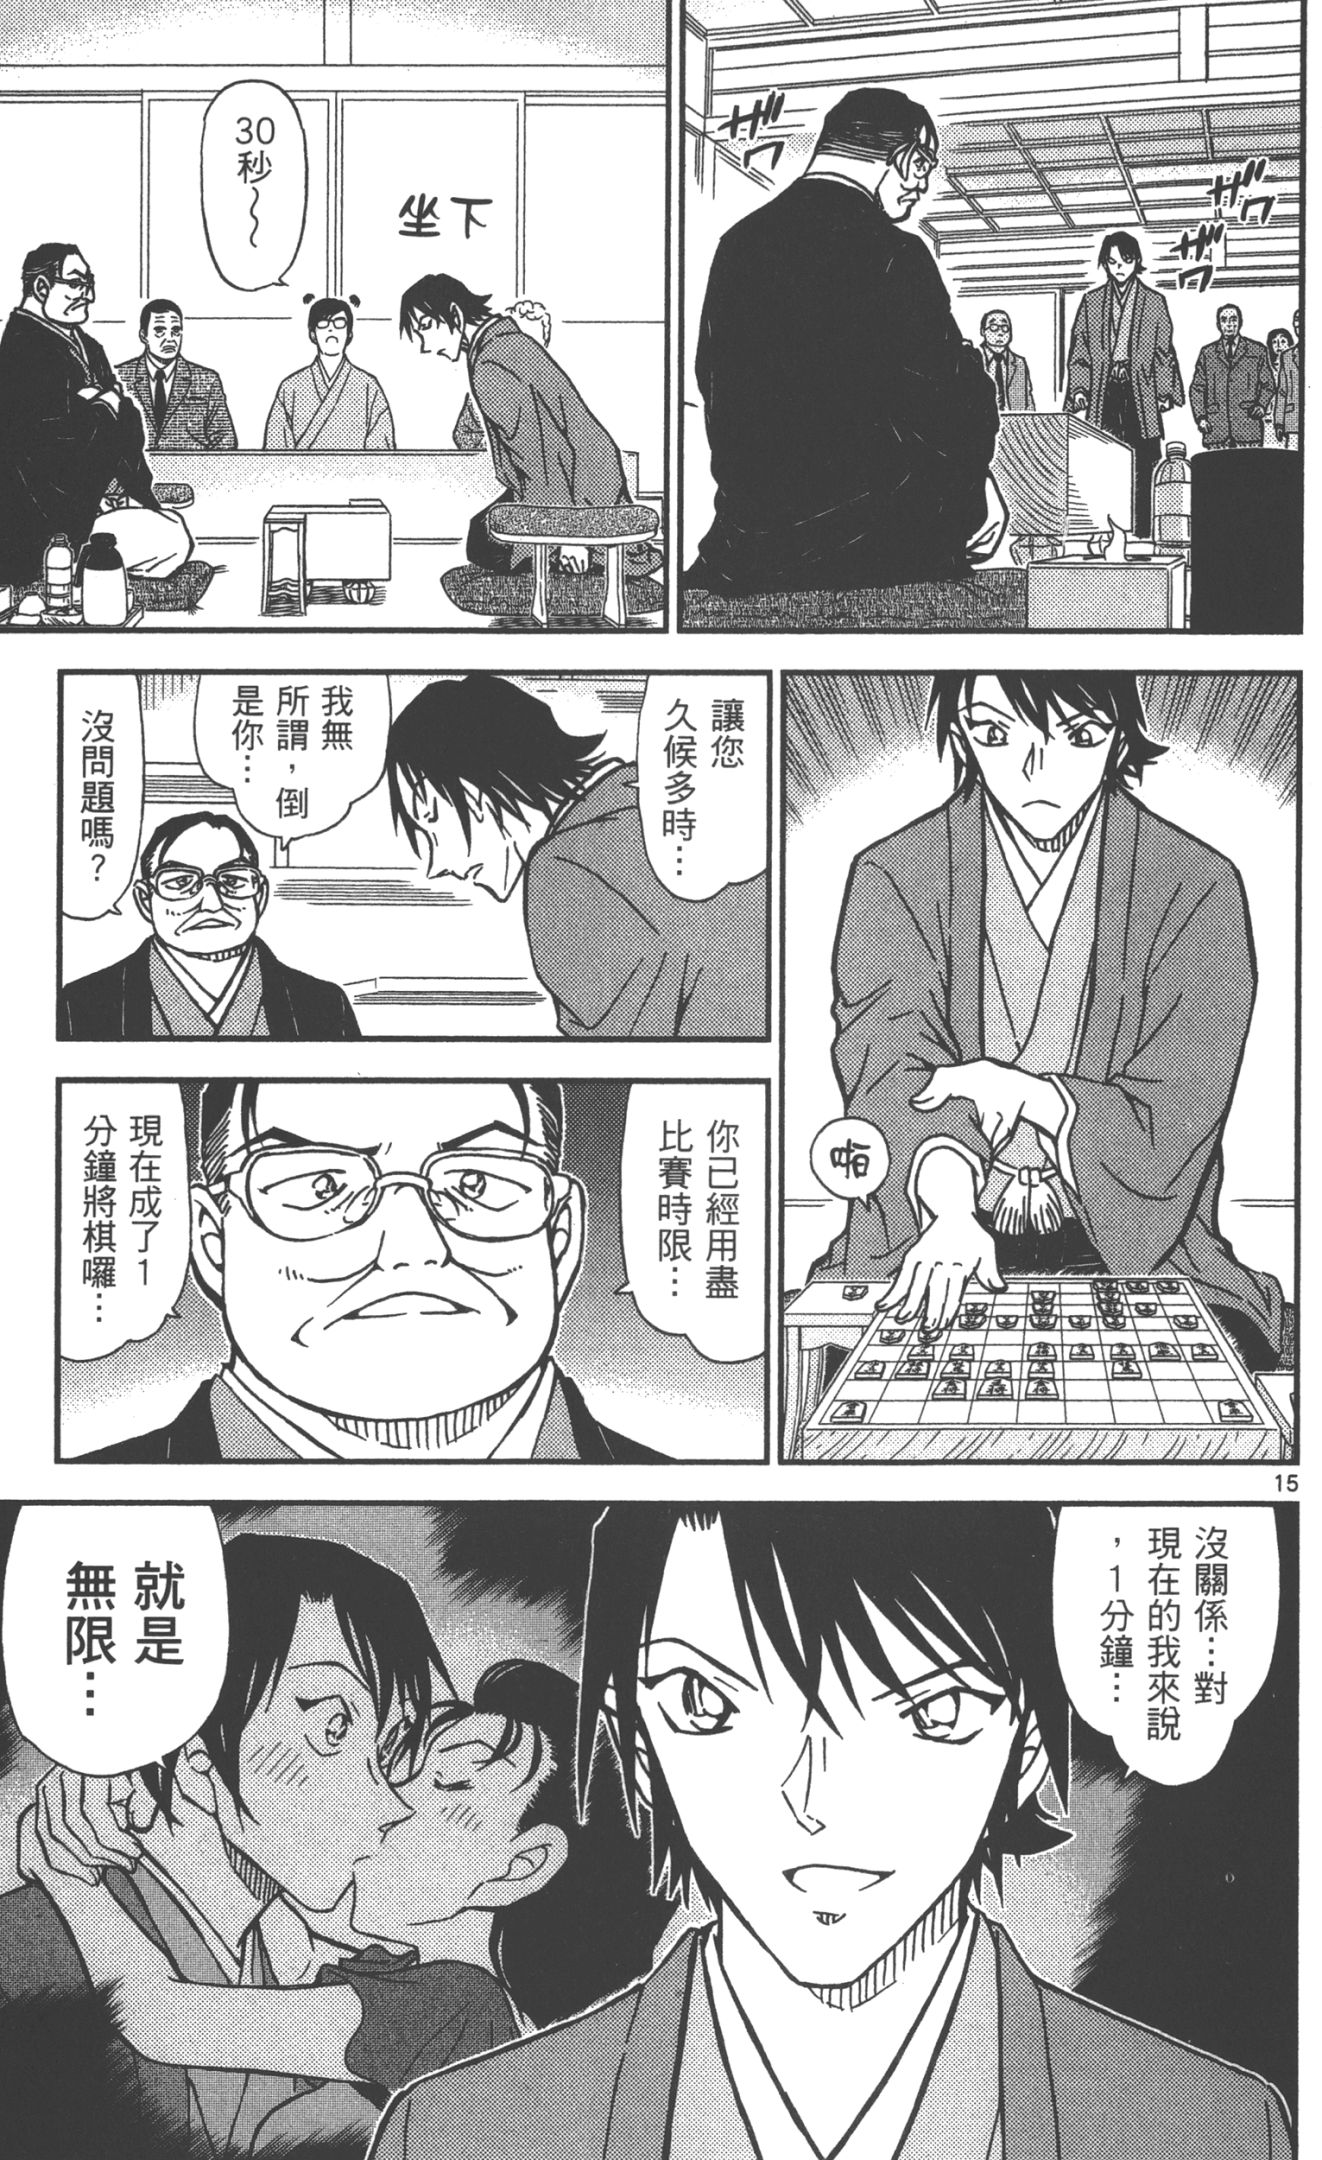 ザワ
ザワ
ザワ
30
秒~
坐下
啪
讓您
久候多時…
我無
所謂，倒
是你…
沒問題嗎？
你已經用盡
比賽時限…
現在成了1
分鐘將棋囉…
15
沒關係…對
現在的我來說
，1分鐘…
就是
無限…